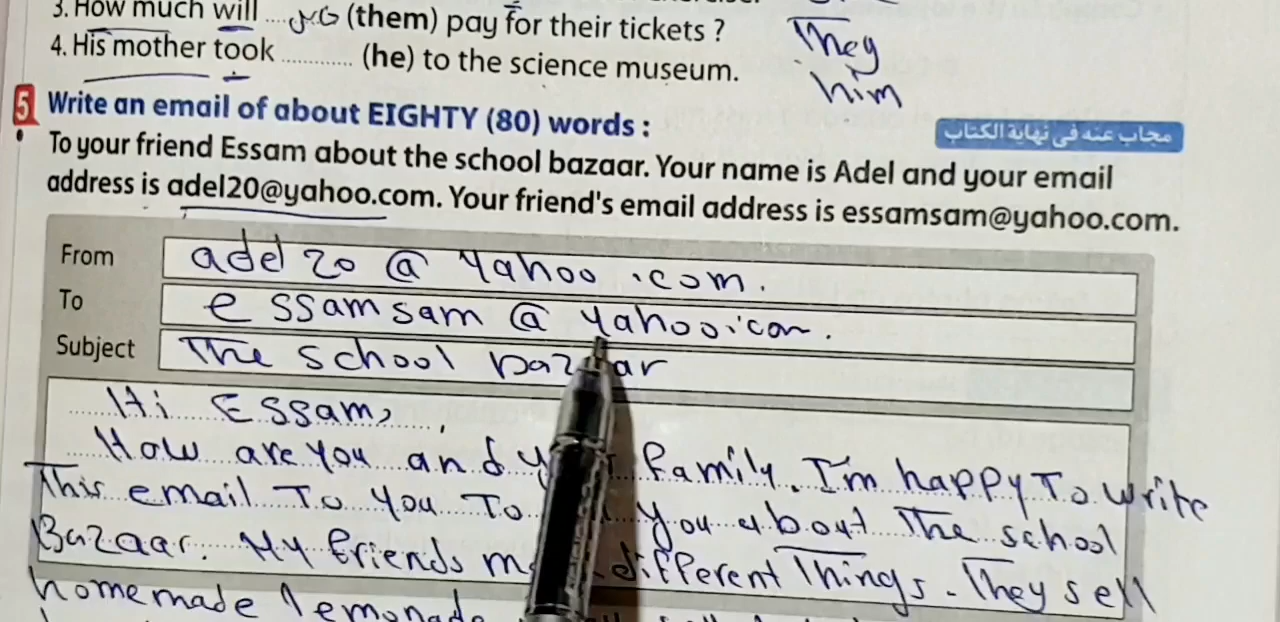 3. How much will .... (them) pay for their tickets ?
They
4. His mother took ............ (he) to the science museum.
him
5 Write an email of about EIGHTY (80) words :
مجاب عنه فى نهاية الكتاب
• To your friend Essam about the school bazaar. Your name is Adel and your email
address is adel20@yahoo.com. Your friend's email address is essamsam@yahoo.com.
From adel20@yahoo.com.
To essamsam@yahoo.com.
Subject The school bazaar
Hi Essam,
How are you and family. I'm happy To write
This email To you To you about The school
Bazaar. My friends different Things. They sell
homemade lemonade